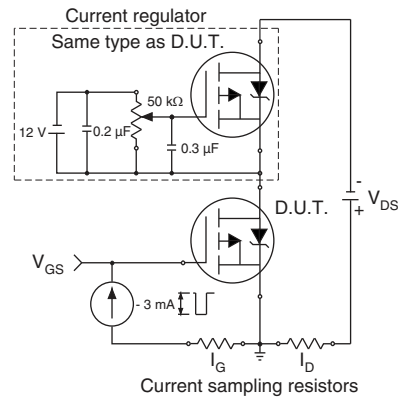 Current regulator
Same type as D.U.T.
50 kΩ
12 V
0.2 µF
0.3 µF
-
+
V_DS
D.U.T.
V_GS
- 3 mA
I_G
I_D
Current sampling resistors